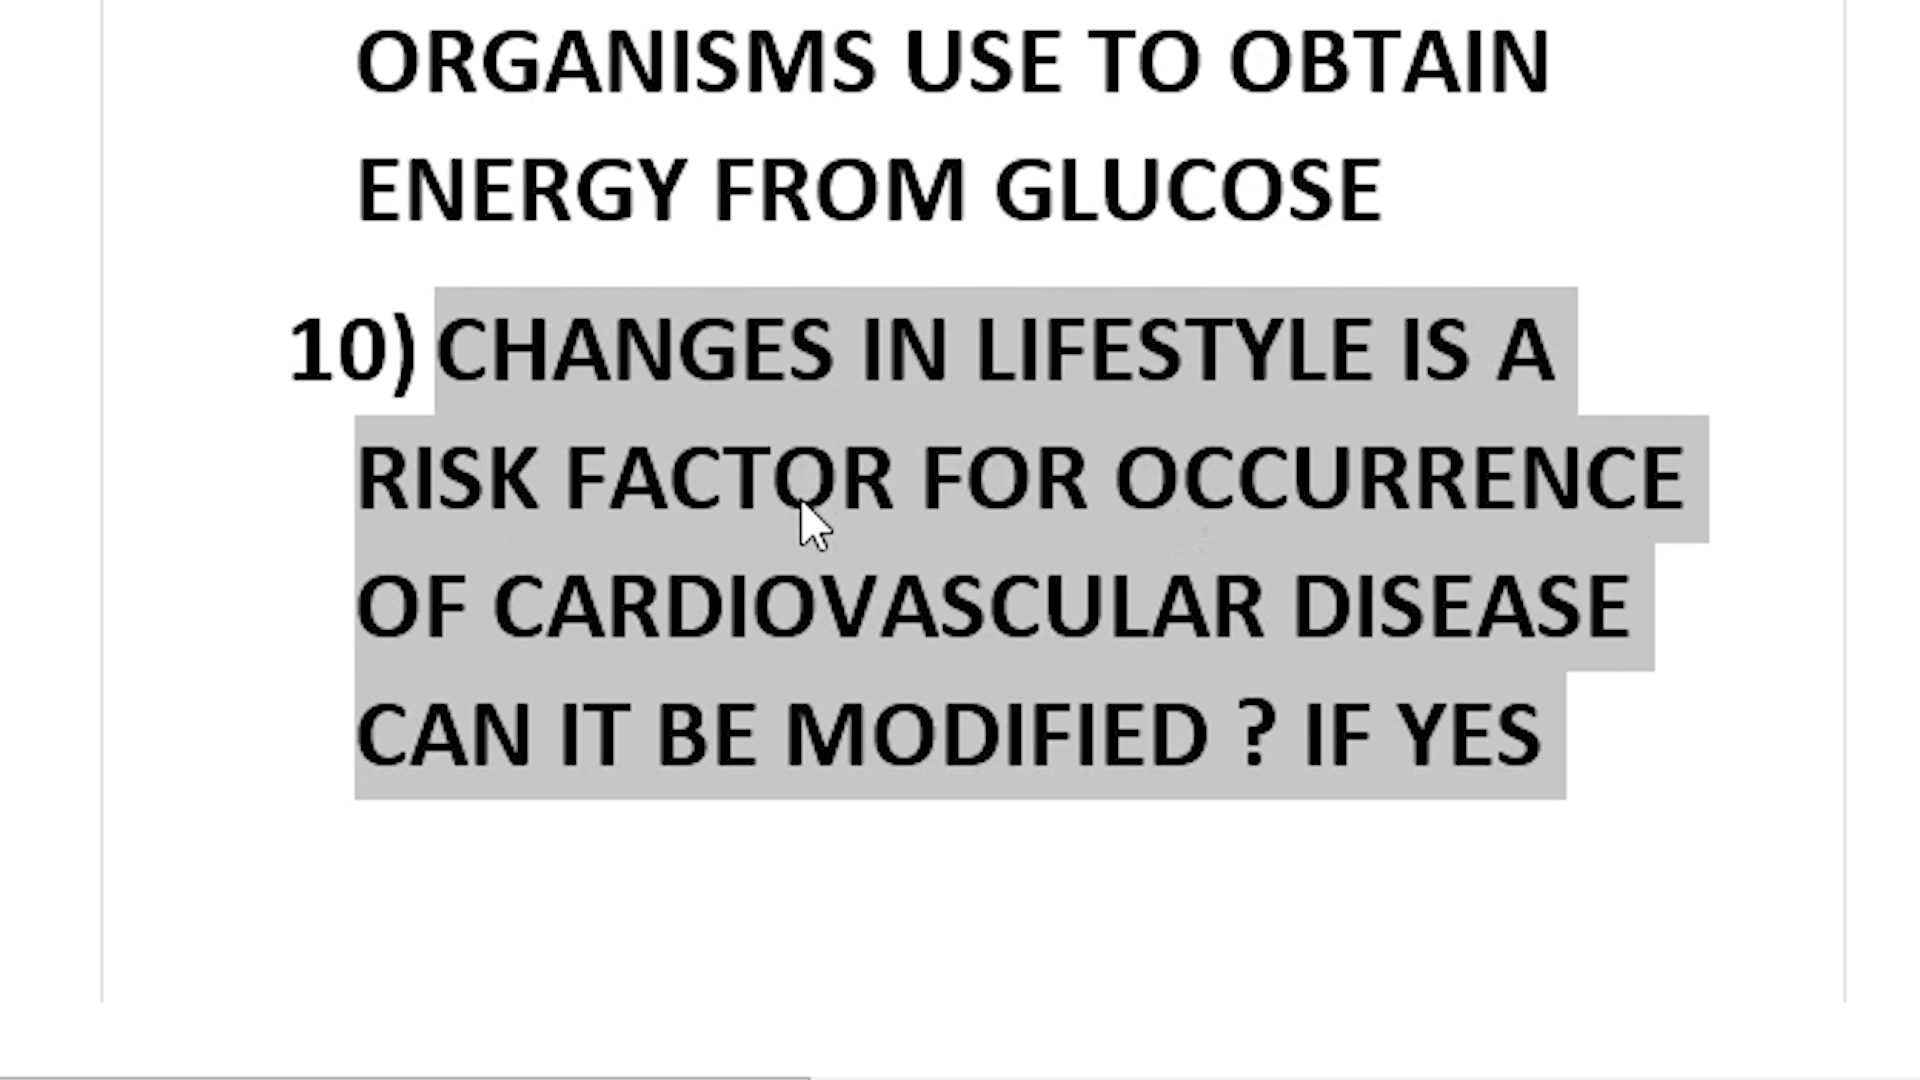 ORGANISMS USE TO OBTAIN
ENERGY FROM GLUCOSE
10) CHANGES IN LIFESTYLE IS A
RISK FACTOR FOR OCCURRENCE
OF CARDIOVASCULAR DISEASE
CAN IT BE MODIFIED ? IF YES